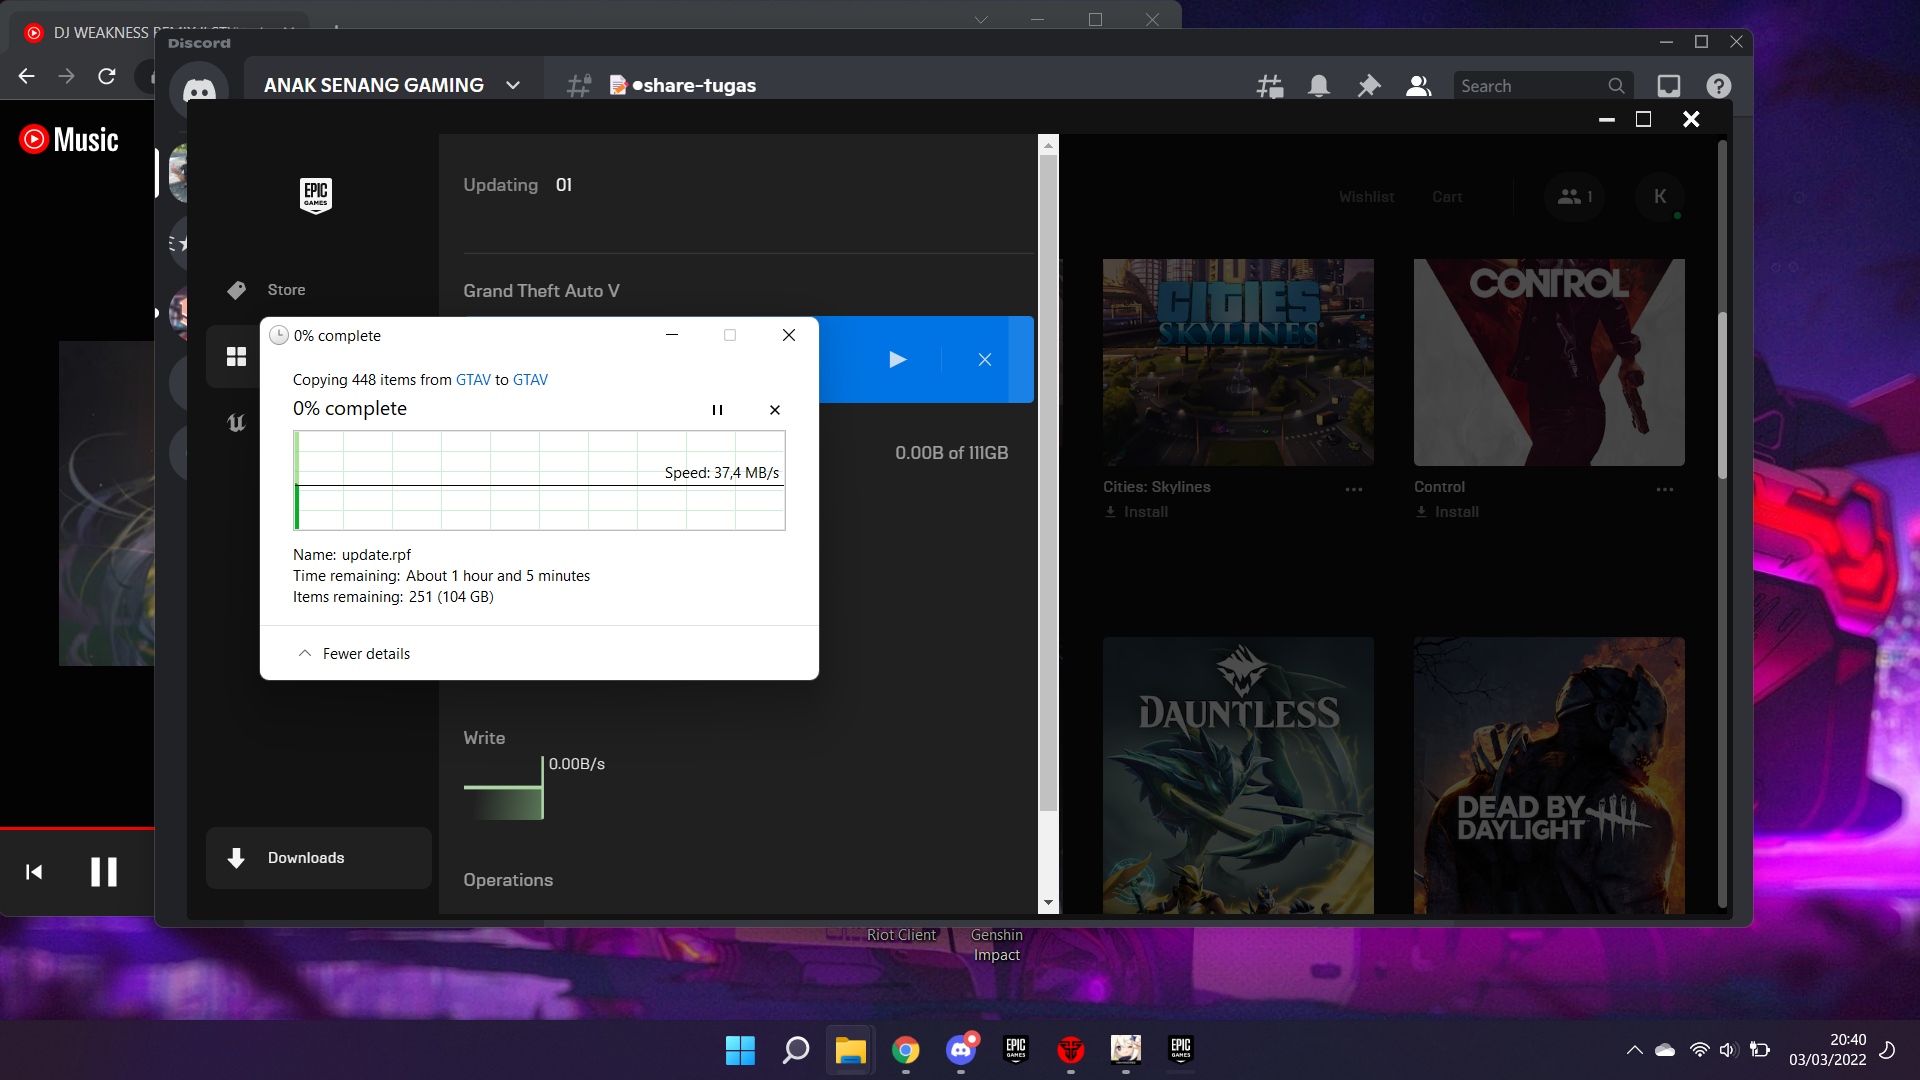 DJ WEAKNESS
Discord
ANAK SENANG GAMING
●share-tugas
Search
Music
EPIC
GAMES
Updating 01
Wishlist
Cart
1
K
Store
Grand Theft Auto V
CITIES
SKYLINES
CONTROL
0% complete
Copying 448 items from GTAV to GTAV
0% complete
0.00B of 111GB
Speed: 37,4 MB/s
Cities: Skylines
Control
Install
Install
Name: update.rpf
Time remaining: About 1 hour and 5 minutes
Items remaining: 251 (104 GB)
Fewer details
DAUNTLESS
DEAD BY
DAYLIGHT
Write
0.00B/s
Downloads
Operations
Riot Client
Genshin
Impact
EPIC
GAMES
EPIC
GAMES
20:40
03/03/2022